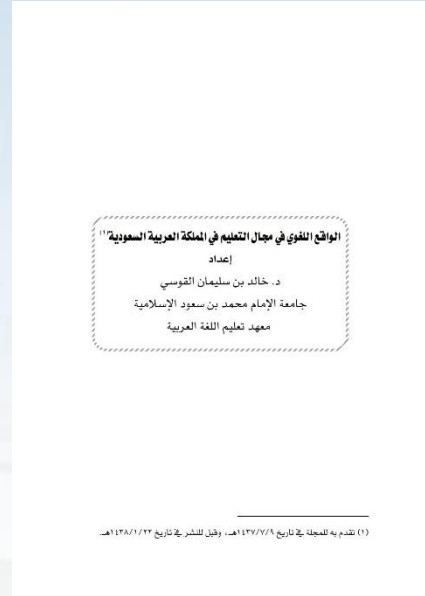 الواقع اللغوي في مجال التعليم في المملكة العربية السعودية(١)
إعداد
د. خالد بن سليمان القوسي
جامعة الإمام محمد بن سعود الإسلامية
معهد تعليم اللغة العربية
(١) تقدم به للمجلة في تاريخ ١٤٣٧/٧/٩هـ، وقبل للنشر في تاريخ ١٤٣٨/١/٢٢هـ.